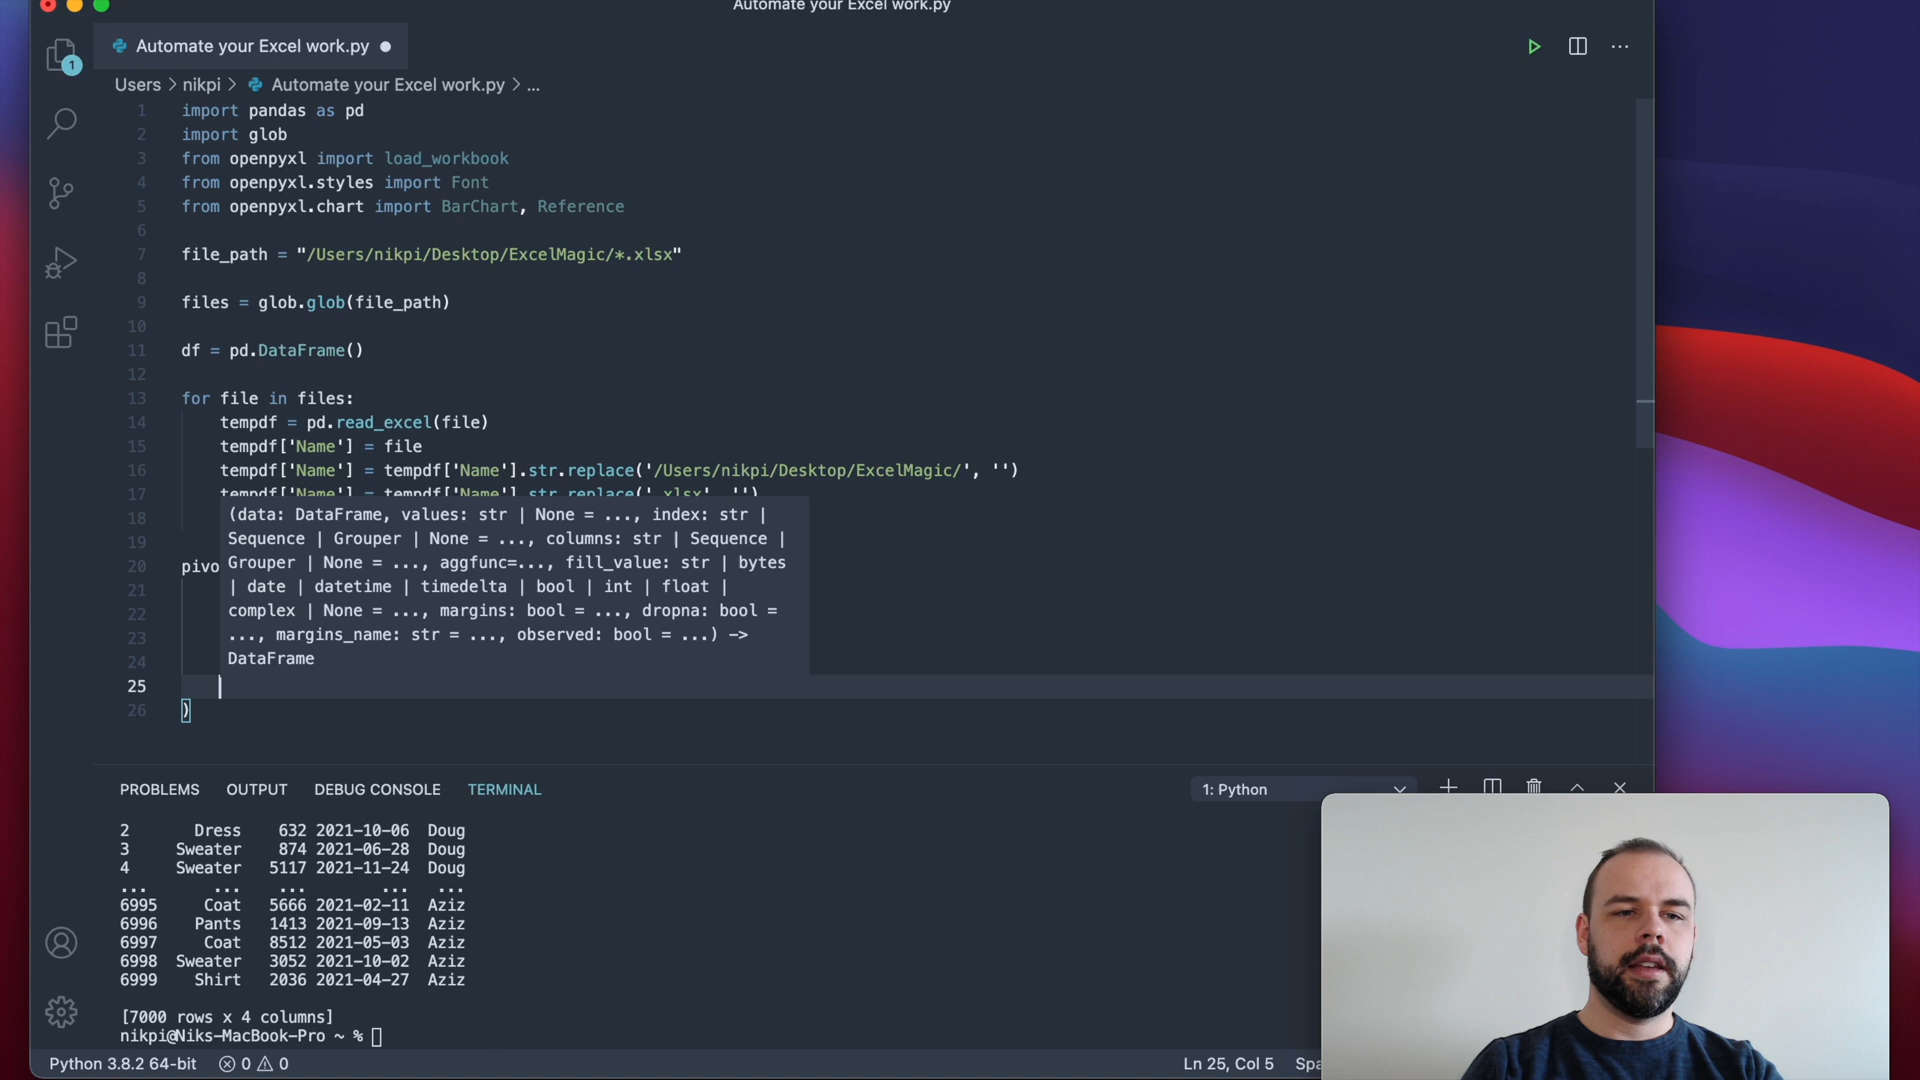 Automate your Excel work.py
Automate your Excel work.py
1
Users > nikpi > Automate your Excel work.py > ...
1 import pandas as pd
2 import glob
3 from openpyxl import load_workbook
4 from openpyxl.styles import Font
5 from openpyxl.chart import BarChart, Reference
6
7 file_path = "/Users/nikpi/Desktop/ExcelMagic/*.xlsx"
8
9 files = glob.glob(file_path)
10
11 df = pd.DataFrame()
12
13 for file in files:
14 tempdf = pd.read_excel(file)
15 tempdf['Name'] = file
16 tempdf['Name'] = tempdf['Name'].str.replace('/Users/nikpi/Desktop/ExcelMagic/', '')
17 tempdf['Name'] = tempdf['Name'].str.replace('.xlsx', '')
18 (data: DataFrame, values: str | None = ..., index: str |
19 Sequence | Grouper | None = ..., columns: str | Sequence |
20 pivo Grouper | None = ..., aggfunc=..., fill_value: str | bytes
21 | date | datetime | timedelta | bool | int | float |
22 complex | None = ..., margins: bool = ..., dropna: bool =
23 ..., margins_name: str = ..., observed: bool = ...) ->
24 DataFrame
25
26 )
PROBLEMS OUTPUT DEBUG CONSOLE TERMINAL 1: Python
2 Dress 632 2021-10-06 Doug
3 Sweater 874 2021-06-28 Doug
4 Sweater 5117 2021-11-24 Doug
... ... ... ... ...
6995 Coat 5666 2021-02-11 Aziz
6996 Pants 1413 2021-09-13 Aziz
6997 Coat 8512 2021-05-03 Aziz
6998 Sweater 3052 2021-10-02 Aziz
6999 Shirt 2036 2021-04-27 Aziz
[7000 rows x 4 columns]
nikpi@Niks-MacBook-Pro ~ %
Python 3.8.2 64-bit 0 0 Ln 25, Col 5